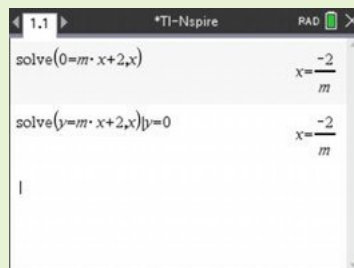 1.1 *TI-Nspire RAD
solve(0=m·x+2,x)
x=-2/m
solve(y=m·x+2,x)|y=0
x=-2/m